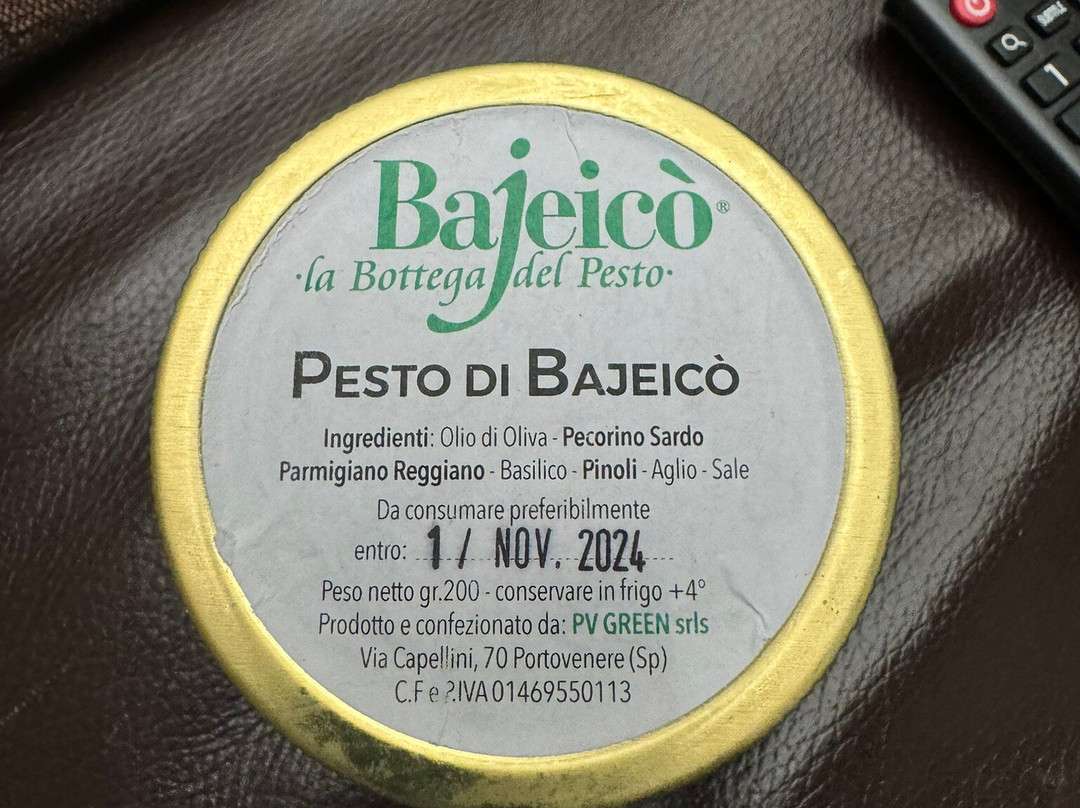 Bajeicò®
·la Bottega del Pesto·
PESTO DI BAJEICÒ
Ingredienti: Olio di Oliva - Pecorino Sardo
Parmigiano Reggiano - Basilico - Pinoli - Aglio - Sale
Da consumare preferibilmente
entro: 1 / NOV. 2024
Peso netto gr.200 - conservare in frigo +4°
Prodotto e confezionato da: PV GREEN srls
Via Capellini, 70 Portovenere (Sp)
C.F e P.IVA 01469550113
SUBTITLE
1